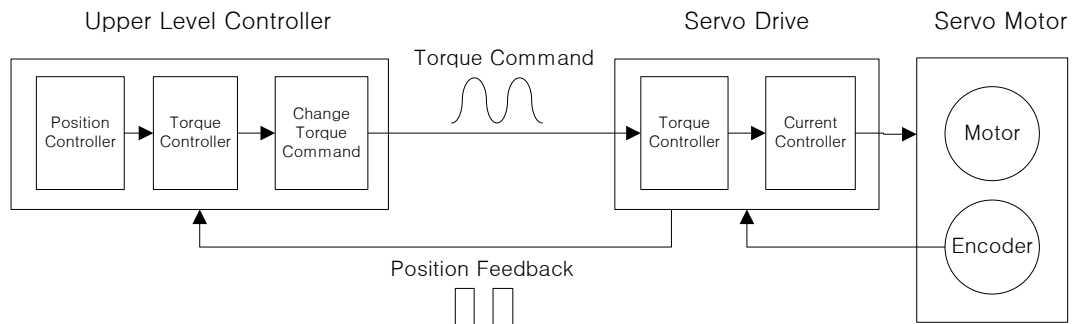 Upper Level Controller
Servo Drive
Servo Motor
Torque Command
Position
Controller
Torque
Controller
Change
Torque
Command
Torque
Controller
Current
Controller
Motor
Encoder
Position Feedback